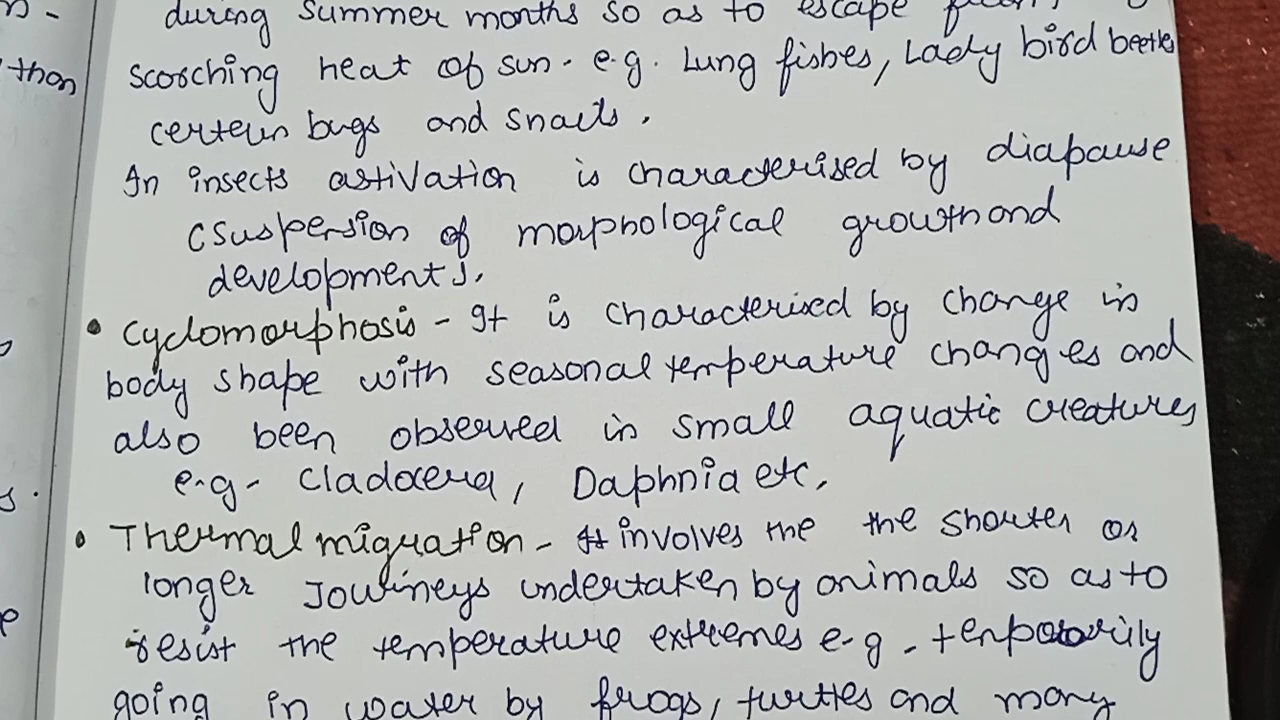 during summer months so as to escape
than scorching heat of sun. e.g. Lung fishes, Lady bird beetles
certein bugs and snails.
In insects astivation is characterised by diapause
(suspension of morphological growth and
development).
• Cyclomorphosis - It is characterised by change in
body shape with seasonal temperature changes and
also been observed in small aquatic creatures
e.g- Cladocera, Daphnia etc.
• Thermal migration - It involves the the shorter or
longer Journeys undertaken by animals so as to
resist the temperature extremes e.g. temporarily
going in water by frogs, turtles and many